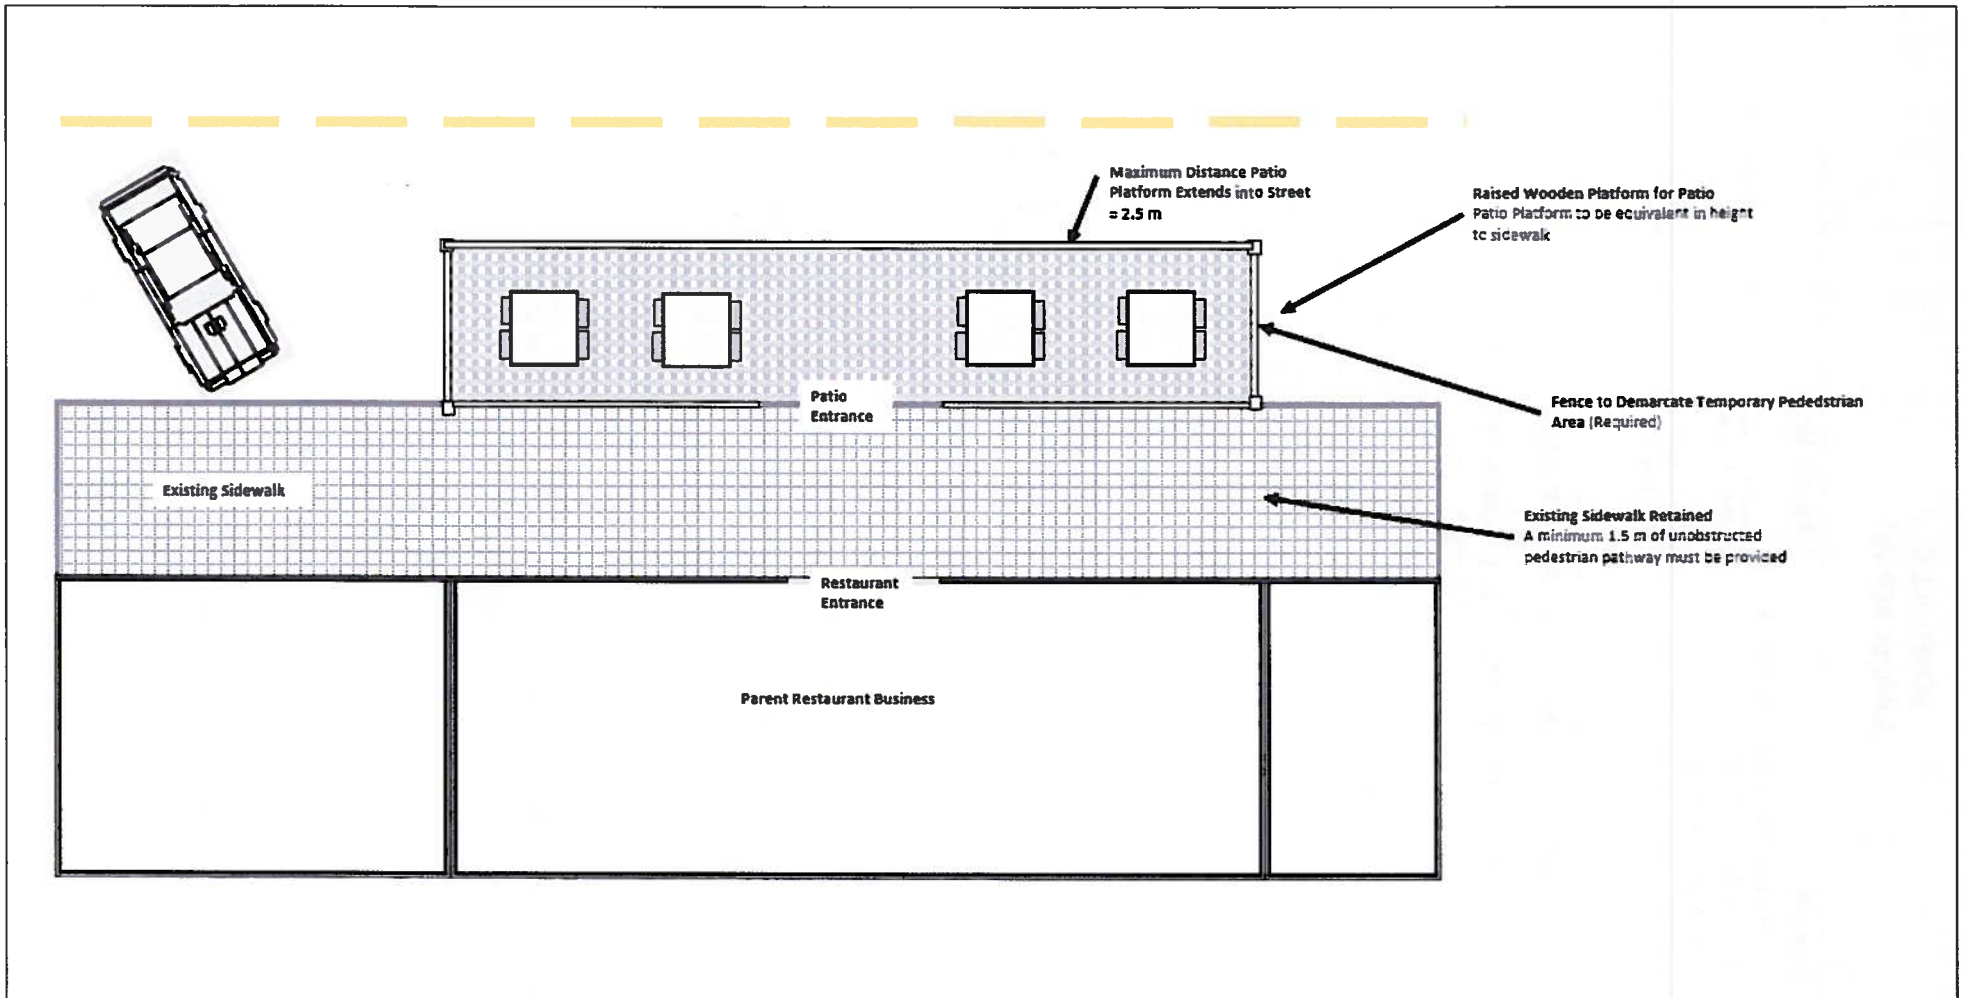 Maximum Distance Patio
Platform Extends into Street
= 2.5 m
Raised Wooden Platform for Patio
Patio Platform to be equivalent in height
to sidewalk
Patio
Entrance
Fence to Demarcate Temporary Pededstrian
Area (Required)
Existing Sidewalk
Existing Sidewalk Retained
A minimum 1.5 m of unobstructed
pedestrian pathway must be provided
Restaurant
Entrance
Parent Restaurant Business